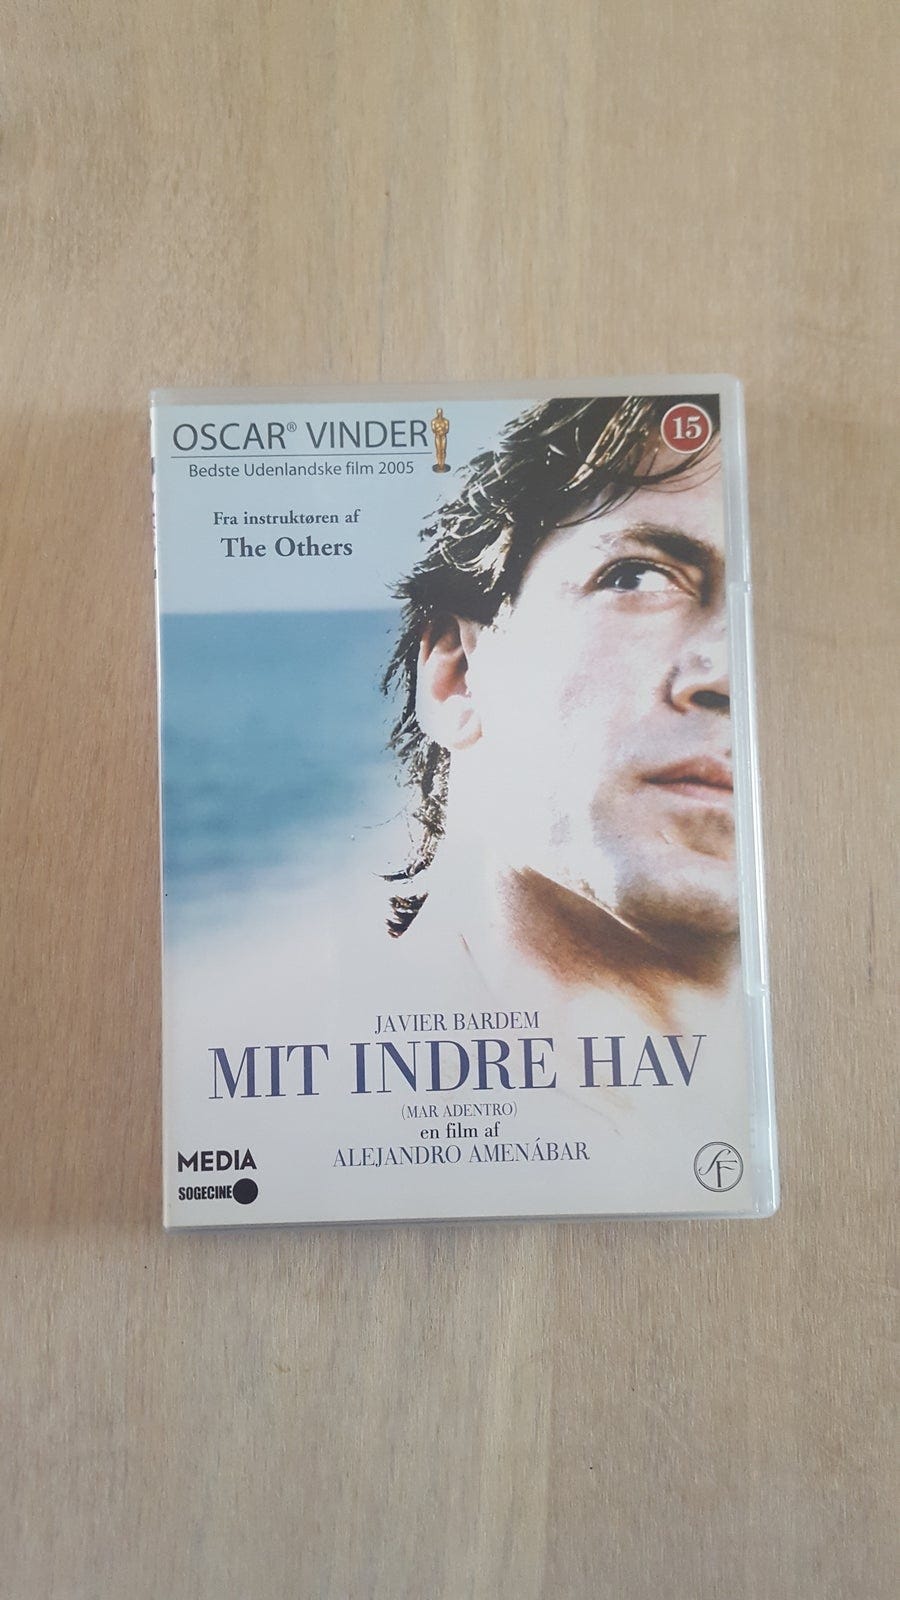 OSCAR® VINDER
15
Bedste Udenlandske film 2005
Fra instruktøren af
The Others
JAVIER BARDEM
MIT INDRE HAV
(MAR ADENTRO)
en film af
ALEJANDRO AMENÁBAR
MEDIA
SOGECINE
SF